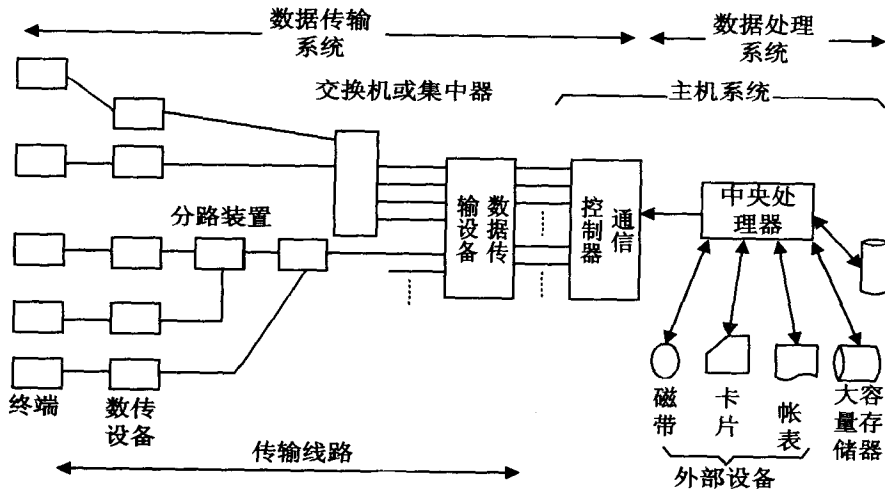 数据传输
系统
数据处理
系统
交换机或集中器
主机系统
分路装置
数据传
输设备
通信
控制器
中央处
理器
终端
数传
设备
磁
带
卡
片
帐
表
大容
量存
储器
传输线路
外部设备